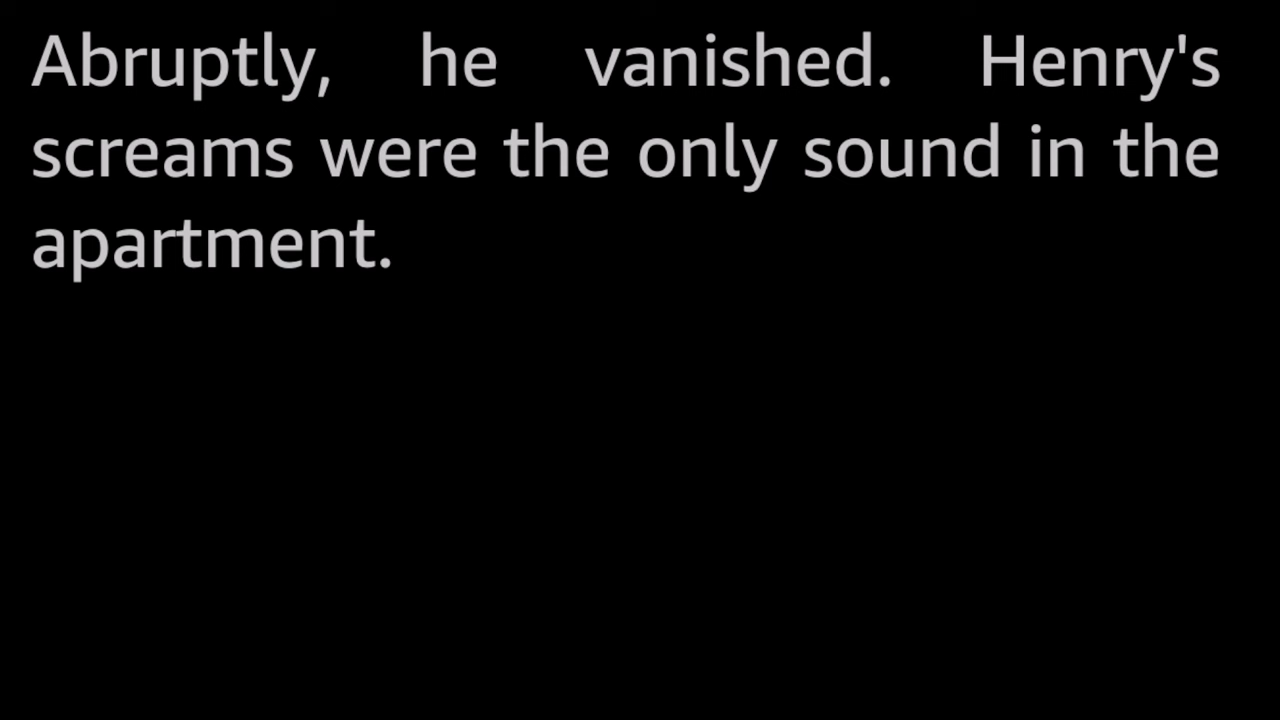 Abruptly, he vanished. Henry's
screams were the only sound in the
apartment.